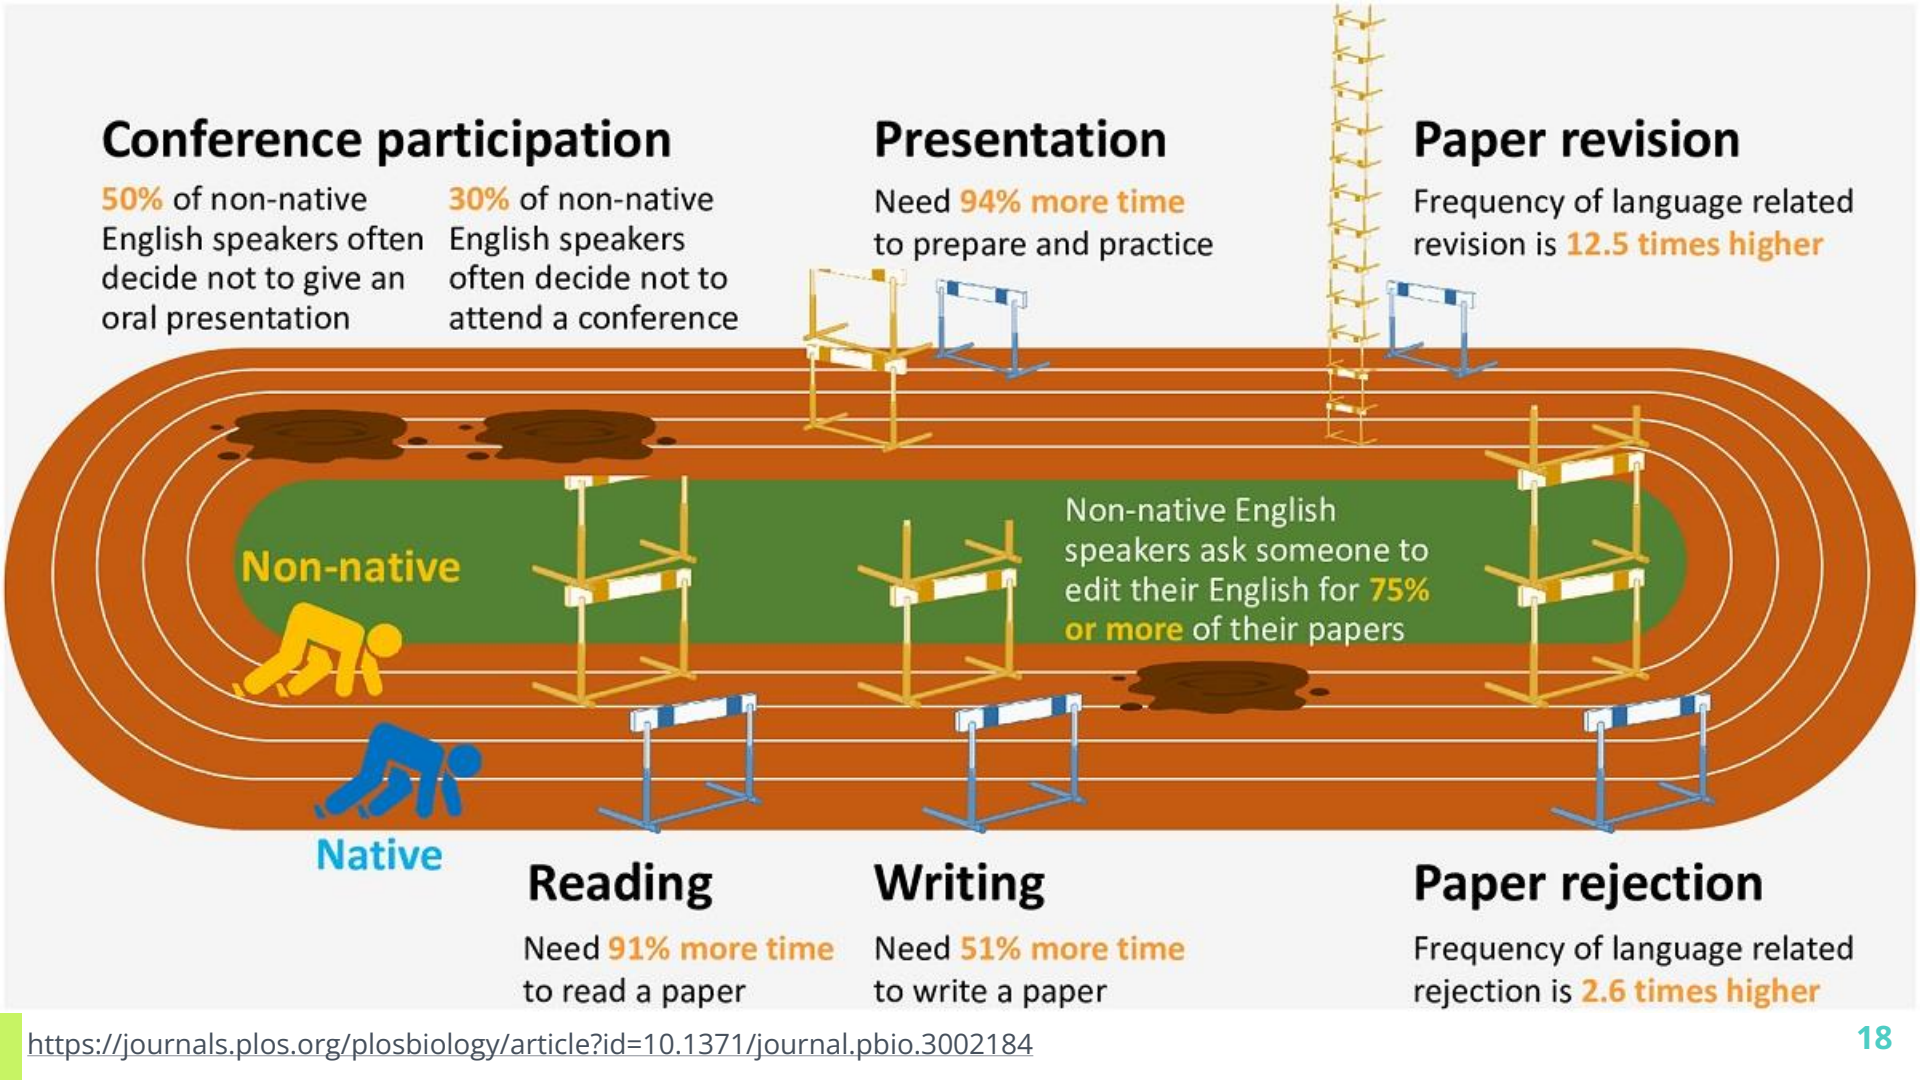 Conference participation
50% of non-native
English speakers often
decide not to give an
oral presentation
30% of non-native
English speakers
often decide not to
attend a conference
Presentation
Need 94% more time
to prepare and practice
Paper revision
Frequency of language related
revision is 12.5 times higher
Non-native English
speakers ask someone to
edit their English for 75%
or more of their papers
Non-native
Native
Reading
Need 91% more time
to read a paper
Writing
Need 51% more time
to write a paper
Paper rejection
Frequency of language related
rejection is 2.6 times higher
https://journals.plos.org/plosbiology/article?id=10.1371/journal.pbio.3002184
18